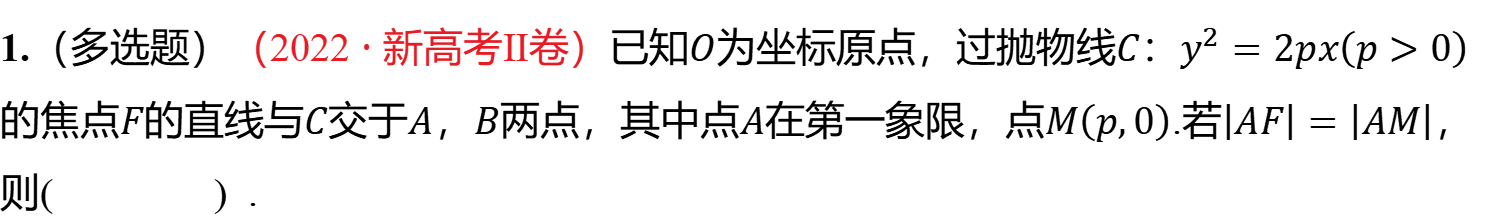 1.（多选题）（2022 · 新高考II卷）已知O为坐标原点，过抛物线C：y² = 2px(p > 0)
的焦点F的直线与C交于A，B两点，其中点A在第一象限，点M(p, 0).若|AF| = |AM|，
则(　　　　).